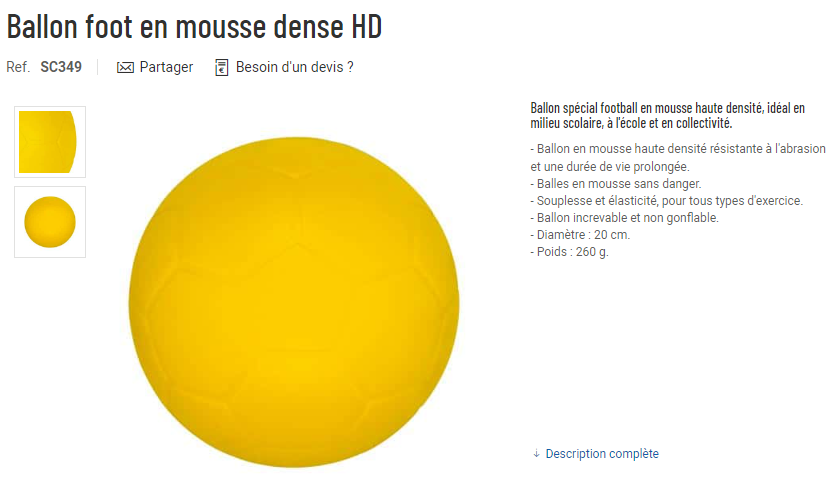 Ballon foot en mousse dense HD
Ref. SC349 Partager Besoin d'un devis ?
Ballon spécial football en mousse haute densité, idéal en
milieu scolaire, à l'école et en collectivité.
- Ballon en mousse haute densité résistante à l'abrasion
et une durée de vie prolongée.
- Balles en mousse sans danger.
- Souplesse et élasticité, pour tous types d'exercice.
- Ballon increvable et non gonflable.
- Diamètre : 20 cm.
- Poids : 260 g.
Description complète